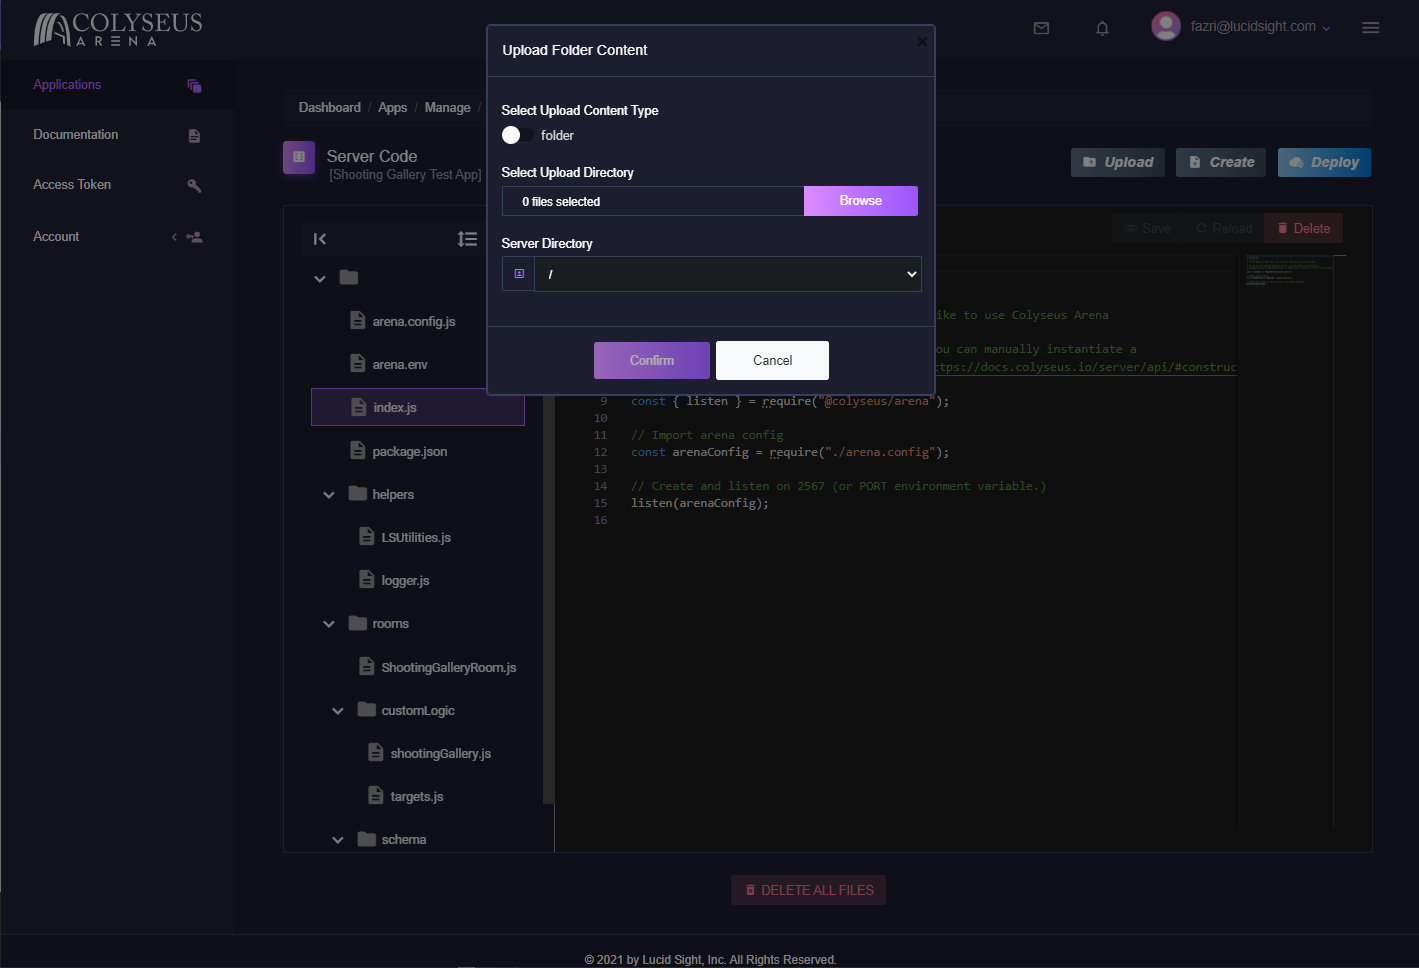 COLYSEUS
ARENA
fazri@lucidsight.com
Applications
Documentation
Access Token
Account
Dashboard / Apps / Manage /
Server Code
[Shooting Gallery Test App]
Upload
Create
Deploy
Upload Folder Content
Select Upload Content Type
folder
Select Upload Directory
0 files selected
Browse
Server Directory
/
Confirm
Cancel
Save
Reload
Delete
arena.config.js
arena.env
index.js
package.json
helpers
LSUtilities.js
logger.js
rooms
ShootingGalleryRoom.js
customLogic
shootingGallery.js
targets.js
schema
ike to use Colyseus Arena
ou can manually instantiate a
ttps://docs.colyseus.io/server/api/#construc
9 const { listen } = require("@colyseus/arena");
10
11 // Import arena config
12 const arenaConfig = require("./arena.config");
13
14 // Create and listen on 2567 (or PORT environment variable.)
15 listen(arenaConfig);
16
DELETE ALL FILES
© 2021 by Lucid Sight, Inc. All Rights Reserved.